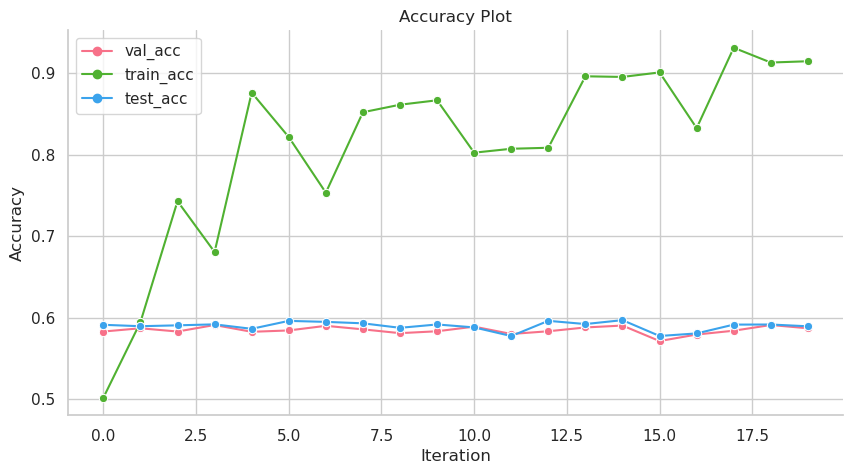 Accuracy Plot
val_acc
train_acc
test_acc
Accuracy
0.9
0.8
0.7
0.6
0.5
0.0 2.5 5.0 7.5 10.0 12.5 15.0 17.5
Iteration